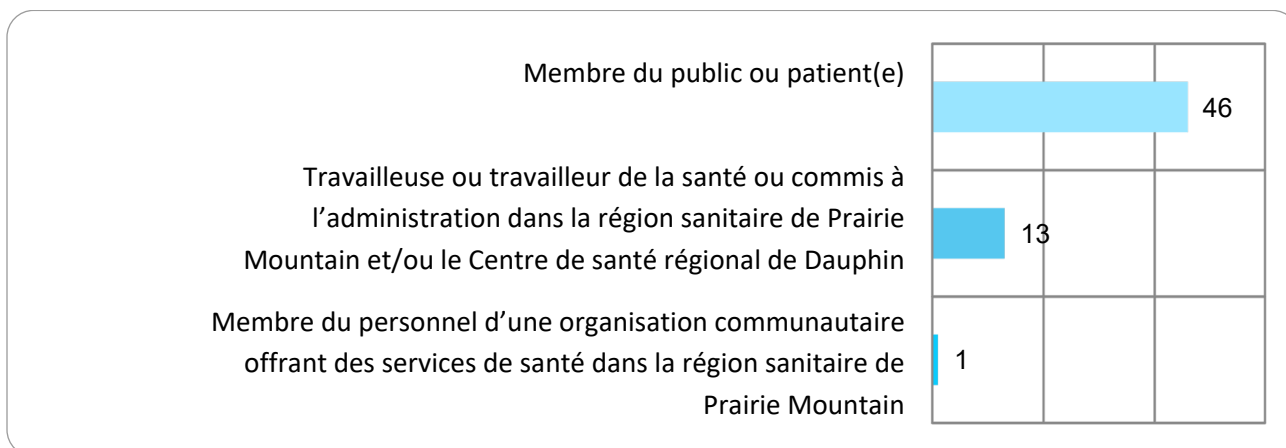 Membre du public ou patient(e)
46
Travailleuse ou travailleur de la santé ou commis à
l’administration dans la région sanitaire de Prairie
Mountain et/ou le Centre de santé régional de Dauphin
13
Membre du personnel d’une organisation communautaire
offrant des services de santé dans la région sanitaire de
Prairie Mountain
1